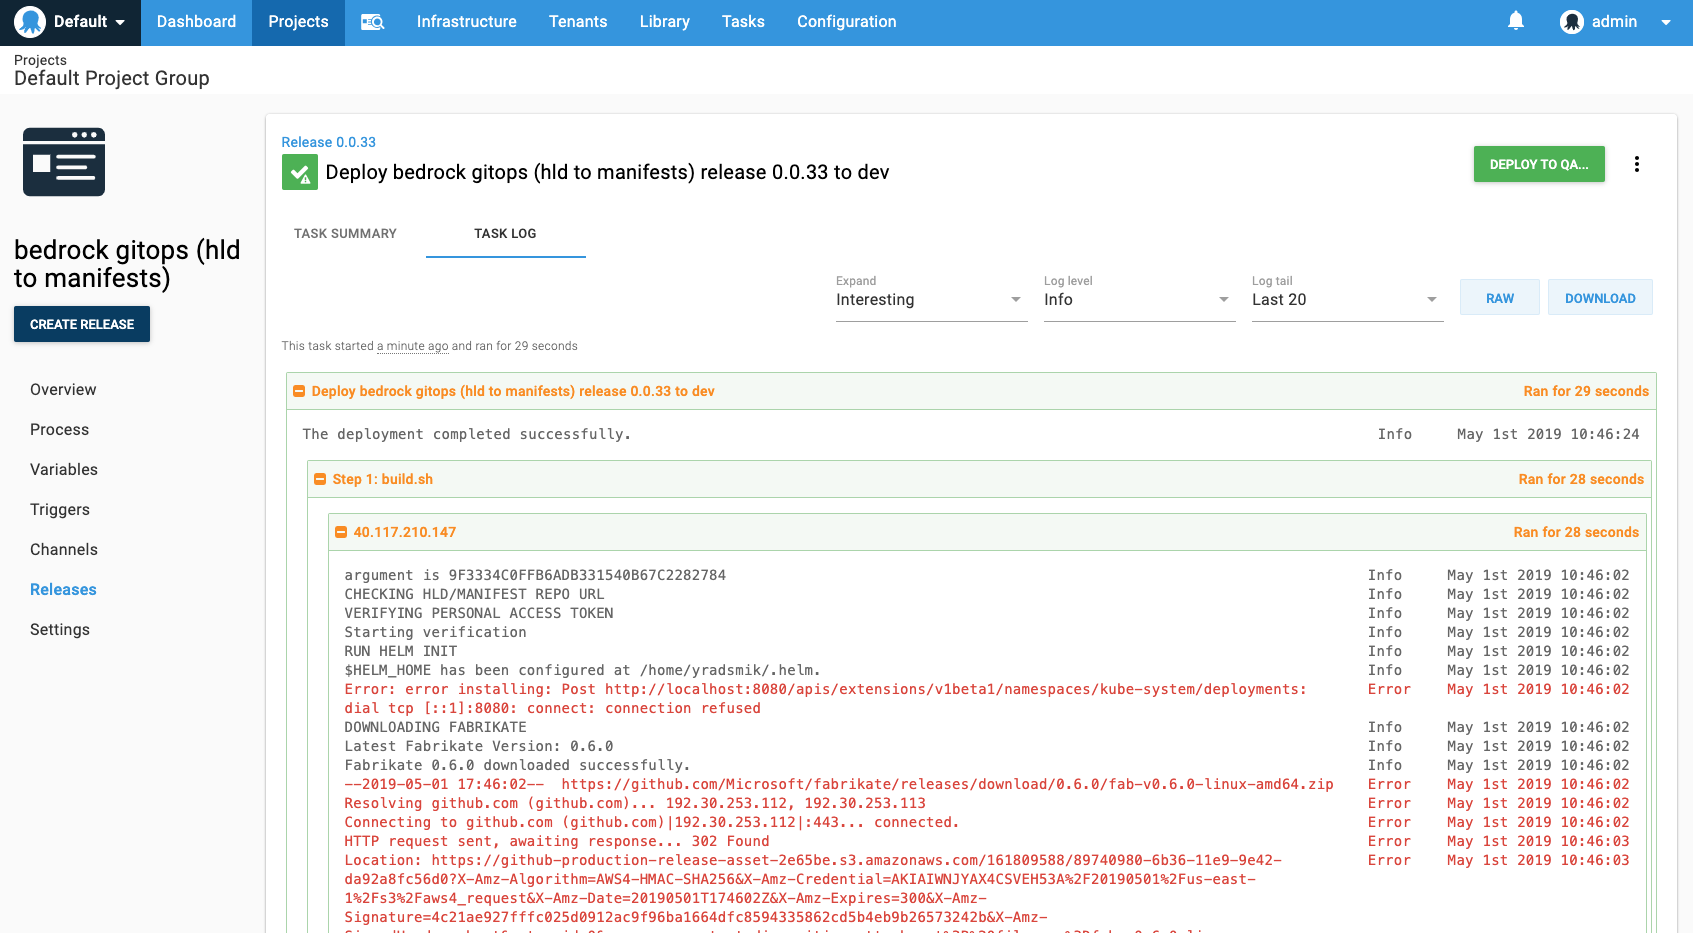 Default
Dashboard
Projects
Infrastructure
Tenants
Library
Tasks
Configuration
admin
Projects
Default Project Group
bedrock gitops (hld
to manifests)
CREATE RELEASE
Overview
Process
Variables
Triggers
Channels
Releases
Settings
Release 0.0.33
Deploy bedrock gitops (hld to manifests) release 0.0.33 to dev
DEPLOY TO QA...
TASK SUMMARY
TASK LOG
Expand
Interesting
Log level
Info
Log tail
Last 20
RAW
DOWNLOAD
This task started a minute ago and ran for 29 seconds
Deploy bedrock gitops (hld to manifests) release 0.0.33 to dev Ran for 29 seconds
The deployment completed successfully. Info May 1st 2019 10:46:24
Step 1: build.sh Ran for 28 seconds
40.117.210.147 Ran for 28 seconds
argument is 9F3334C0FFB6ADB331540B67C2282784 Info May 1st 2019 10:46:02
CHECKING HLD/MANIFEST REPO URL Info May 1st 2019 10:46:02
VERIFYING PERSONAL ACCESS TOKEN Info May 1st 2019 10:46:02
Starting verification Info May 1st 2019 10:46:02
RUN HELM INIT Info May 1st 2019 10:46:02
$HELM_HOME has been configured at /home/yradsmik/.helm. Info May 1st 2019 10:46:02
Error: error installing: Post http://localhost:8080/apis/extensions/v1beta1/namespaces/kube-system/deployments: Error May 1st 2019 10:46:02
dial tcp [::1]:8080: connect: connection refused
DOWNLOADING FABRIKATE Info May 1st 2019 10:46:02
Latest Fabrikate Version: 0.6.0 Info May 1st 2019 10:46:02
Fabrikate 0.6.0 downloaded successfully. Info May 1st 2019 10:46:02
--2019-05-01 17:46:02-- https://github.com/Microsoft/fabrikate/releases/download/0.6.0/fab-v0.6.0-linux-amd64.zip Error May 1st 2019 10:46:02
Resolving github.com (github.com)... 192.30.253.112, 192.30.253.113 Error May 1st 2019 10:46:02
Connecting to github.com (github.com)|192.30.253.112|:443... connected. Error May 1st 2019 10:46:02
HTTP request sent, awaiting response... 302 Found Error May 1st 2019 10:46:03
Location: https://github-production-release-asset-2e65be.s3.amazonaws.com/161809588/89740980-6b36-11e9-9e42- Error May 1st 2019 10:46:03
da92a8fc56d0?X-Amz-Algorithm=AWS4-HMAC-SHA256&X-Amz-Credential=AKIAIWNJYAX4CSVEH53A%2F20190501%2Fus-east-
1%2Fs3%2Faws4_request&X-Amz-Date=20190501T174602Z&X-Amz-Expires=300&X-Amz-
Signature=4c21ae927fffc025d0912ac9f96ba1664dfc8594335862cd5b4eb9b26573242b&X-Amz-